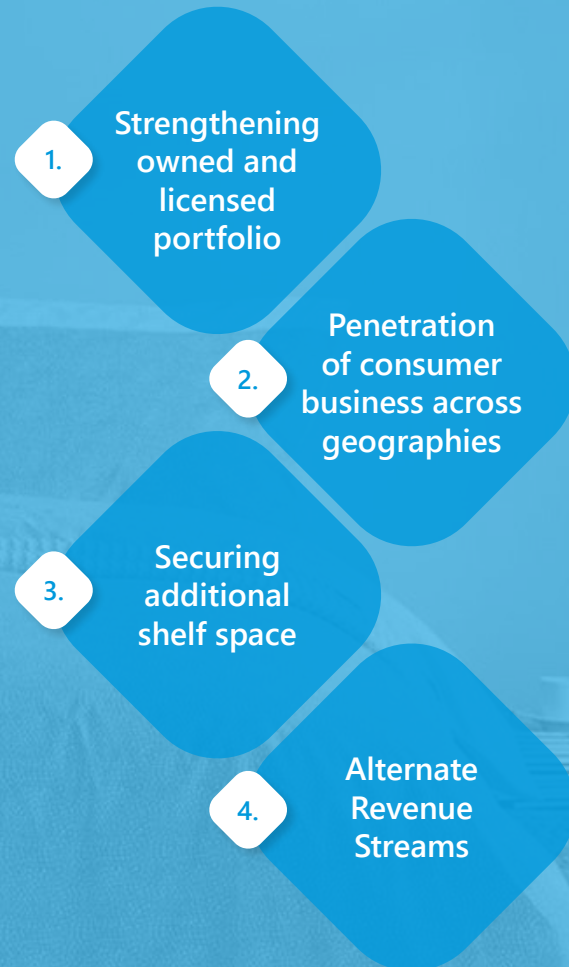 1.
Strengthening
owned and
licensed
portfolio
2.
Penetration
of consumer
business across
geographies
3.
Securing
additional
shelf space
4.
Alternate
Revenue
Streams